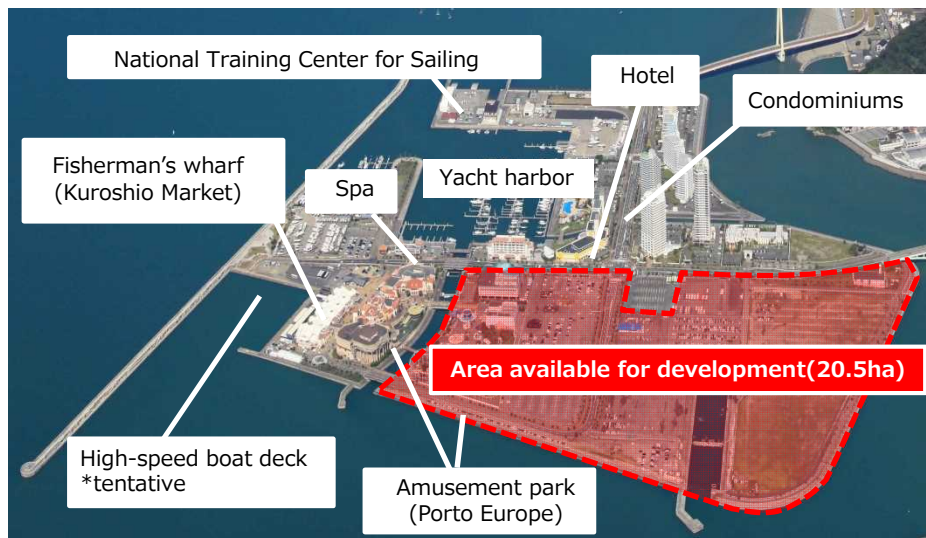 National Training Center for Sailing
Hotel
Condominiums
Fisherman’s wharf
(Kuroshio Market)
Spa
Yacht harbor
Area available for development(20.5ha)
High-speed boat deck
*tentative
Amusement park
(Porto Europe)